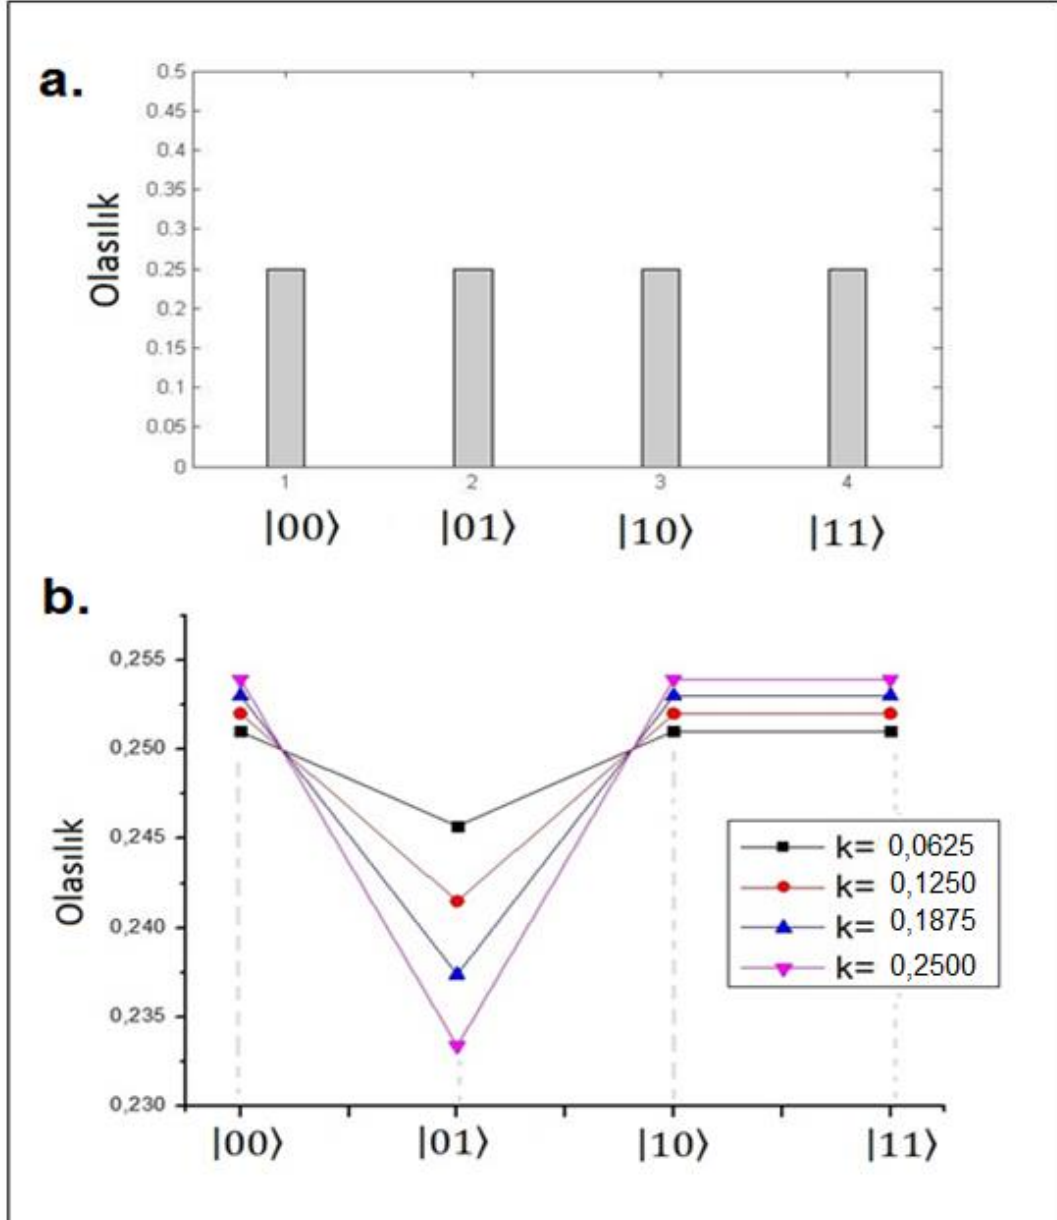 a.
Olasılık
0.5
0.45
0.4
0.35
0.3
0.25
0.2
0.15
0.1
0.05
0
1 2 3 4
|00⟩ |01⟩ |10⟩ |11⟩
b.
Olasılık
0,255
0,250
0,245
0,240
0,235
0,230
k= 0,0625
k= 0,1250
k= 0,1875
k= 0,2500
|00⟩ |01⟩ |10⟩ |11⟩